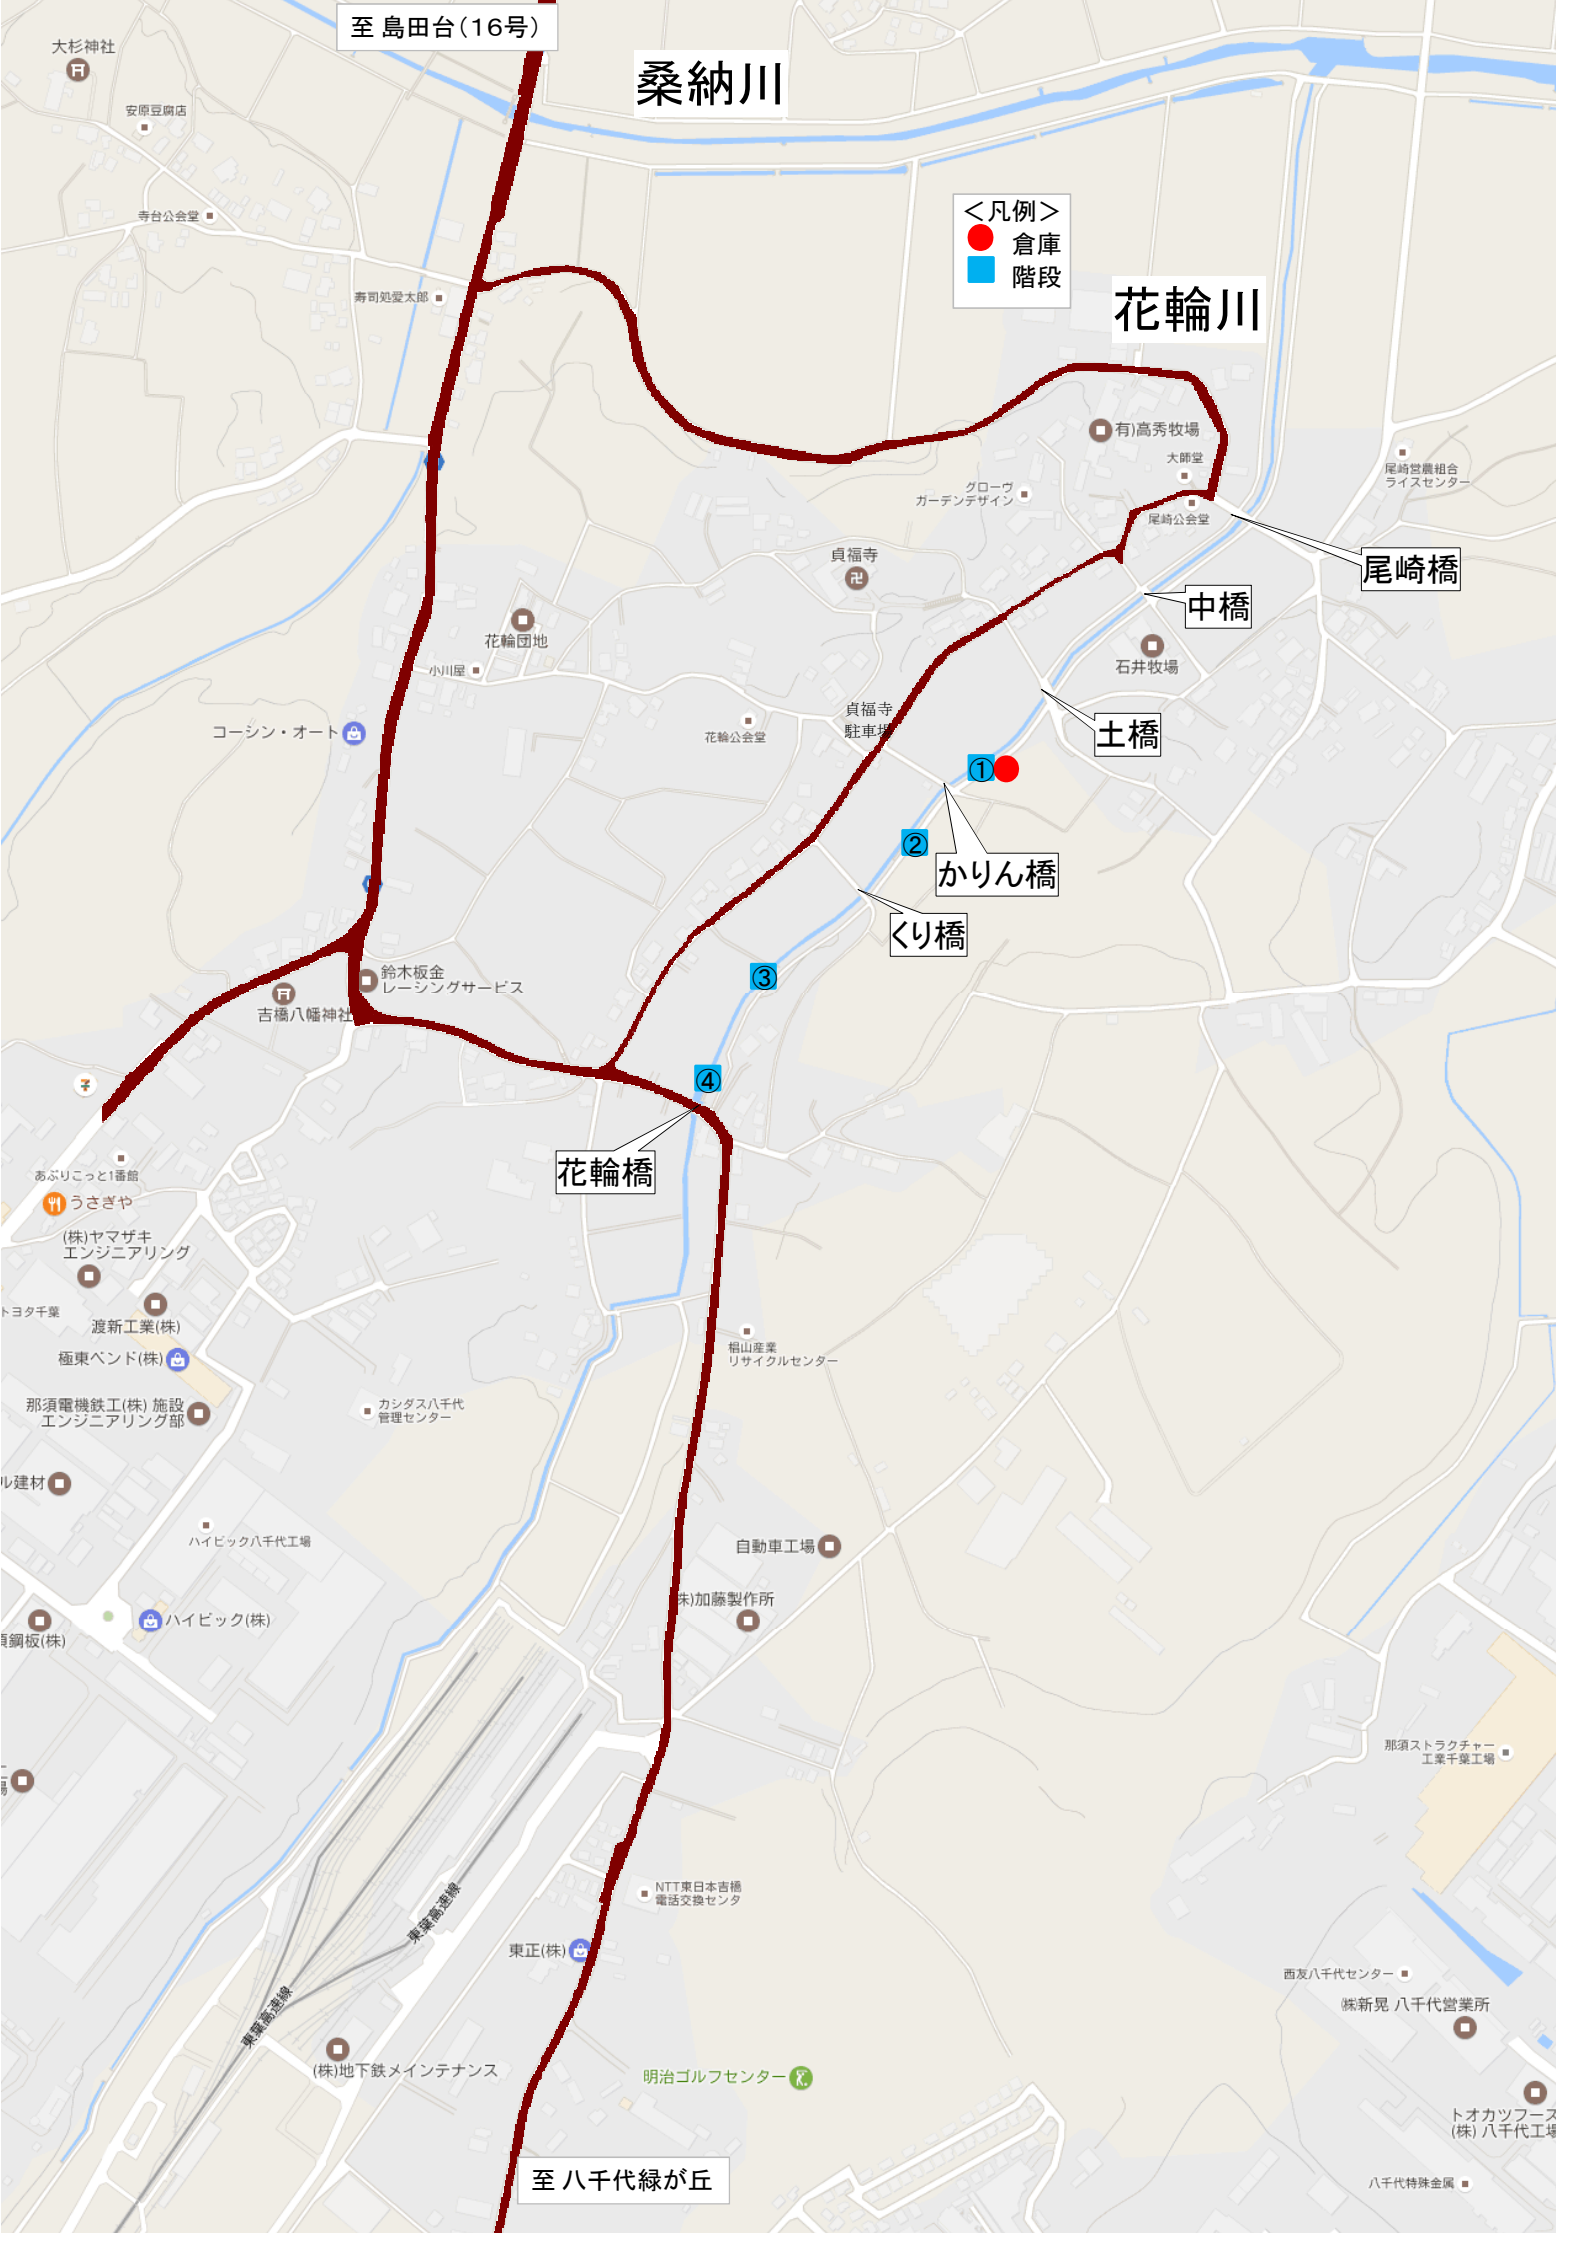 至 島田台（16号）
大杉神社
桑納川
安原豆腐店
寺台公会堂
＜凡例＞
倉庫
階段
寿司処愛太郎
花輪川
有)高秀牧場
大師堂
尾崎営農組合
ライスセンター
グローヴ
ガーデンデザイン
尾崎公会堂
貞福寺
尾崎橋
中橋
花輪団地
小川屋
石井牧場
貞福寺
駐車場
コーシン・オート
花輪公会堂
土橋
①
②
かりん橋
くり橋
鈴木板金
レーシングサービス
③
吉橋八幡神社
④
花輪橋
あぷりこっと1番館
うさぎや
(株)ヤマザキ
エンジニアリング
トヨタ千葉
渡新工業(株)
椙山産業
リサイクルセンター
極東ベンド(株)
那須電機鉄工(株) 施設
エンジニアリング部
カシダス八千代
管理センター
ル建材
ハイビック八千代工場
自動車工場
株)加藤製作所
ハイビック(株)
須鋼板(株)
那須ストラクチャー
工業千葉工場
NTT東日本吉橋
電話交換センタ
東葉高速線
東正(株)
西友八千代センター
㈱新晃 八千代営業所
東葉高速線
(株)地下鉄メインテナンス
明治ゴルフセンター
トオカツフーズ
(株) 八千代工場
至 八千代緑が丘
八千代特殊金属